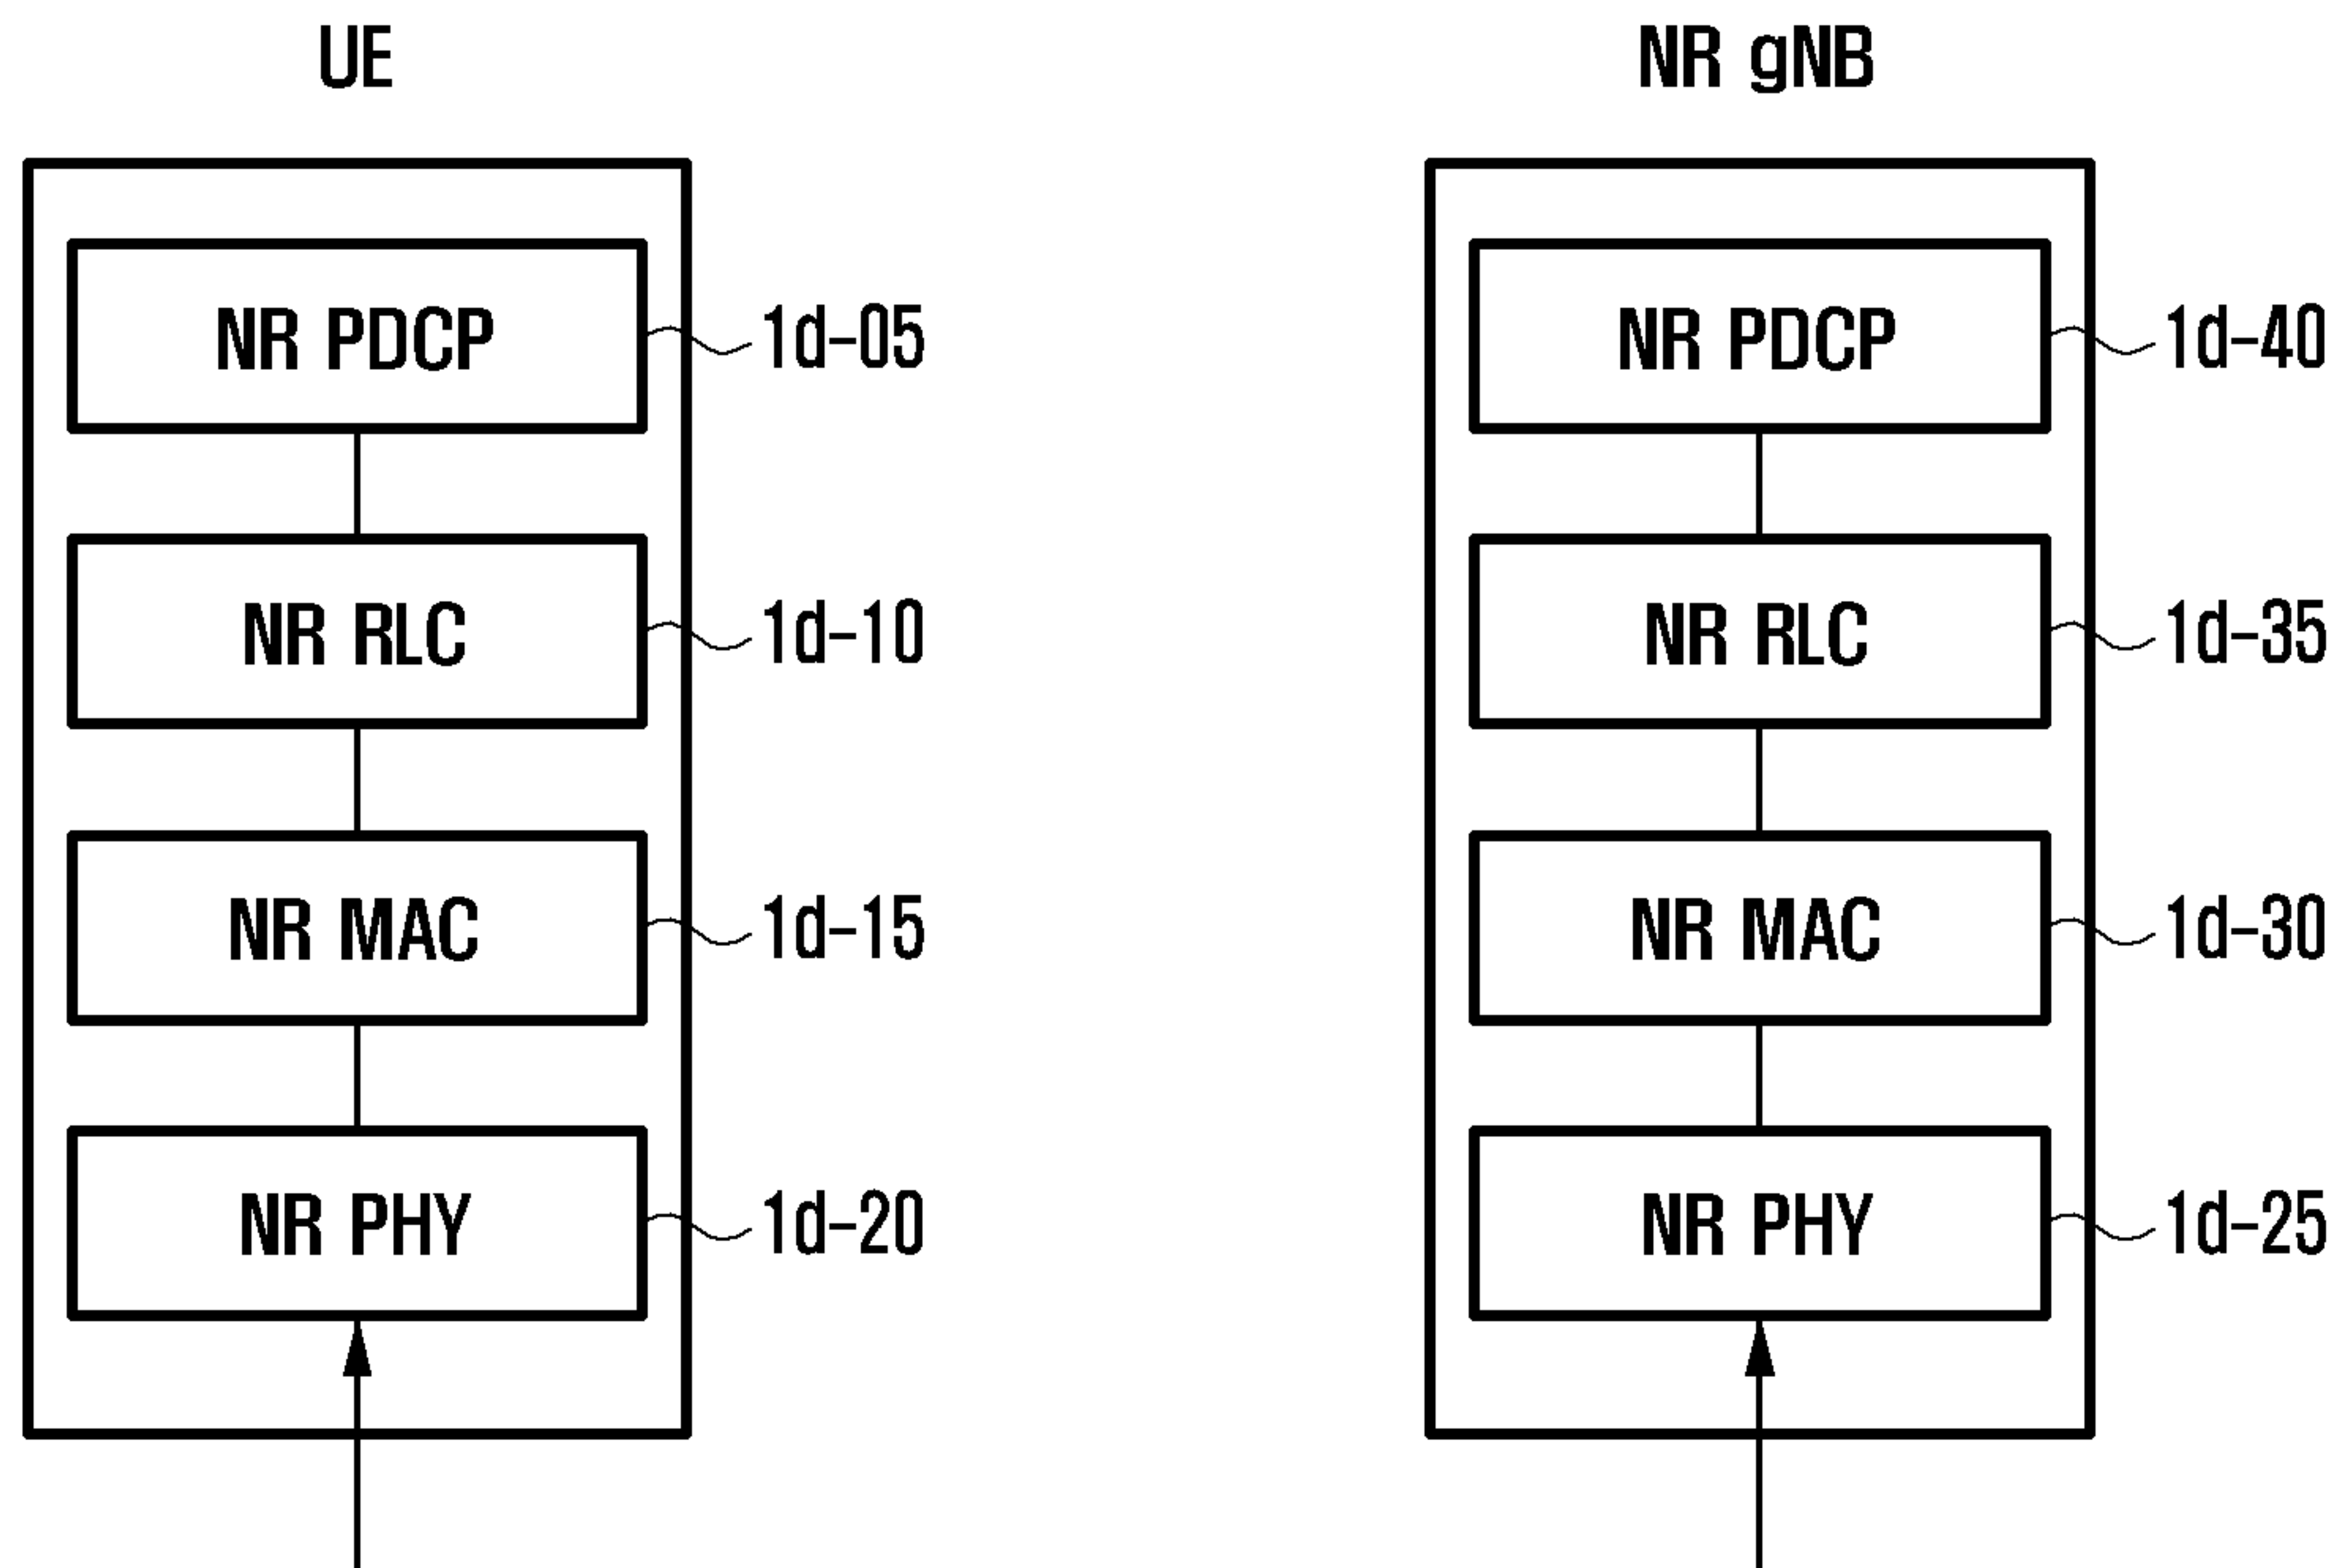 UE
NR PDCP 1d-05
NR RLC 1d-10
NR MAC 1d-15
NR PHY 1d-20
NR gNB
NR PDCP 1d-40
NR RLC 1d-35
NR MAC 1d-30
NR PHY 1d-25